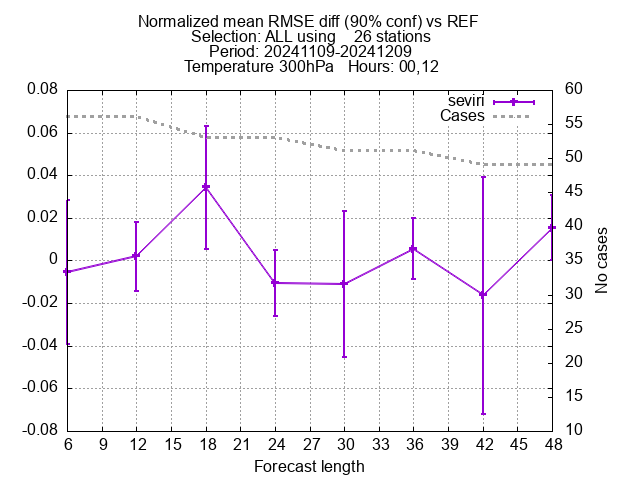 Normalized mean RMSE diff (90% conf) vs REF
Selection: ALL using    26 stations
Period: 20241109-20241209
Temperature 300hPa   Hours: 00,12
seviri
Cases
0.08
0.06
0.04
0.02
0
-0.02
-0.04
-0.06
-0.08
60
55
50
45
40
35
30
25
20
15
10
No cases
6 12 15 18 21 24 27 30 33 36 39 42 45 48
Forecast length